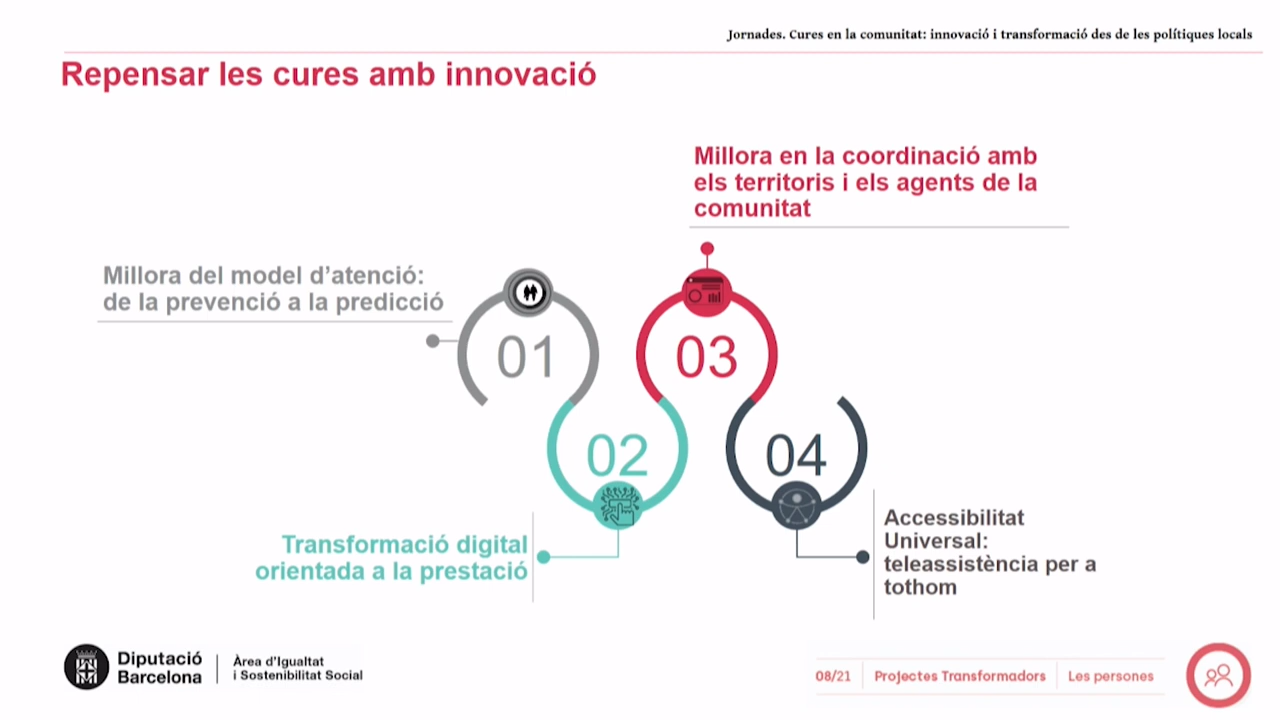 Jornades. Cures en la comunitat: innovació i transformació des de les polítiques locals
Repensar les cures amb innovació
Millora en la coordinació amb
els territoris i els agents de la
comunitat
Millora del model d’atenció:
de la prevenció a la predicció
01
03
02
04
Transformació digital
orientada a la prestació
Accessibilitat
Universal:
teleassistència per a
tothom
Diputació
Barcelona
Àrea d’Igualtat
i Sostenibilitat Social
08/21
Projectes Transformadors
Les persones